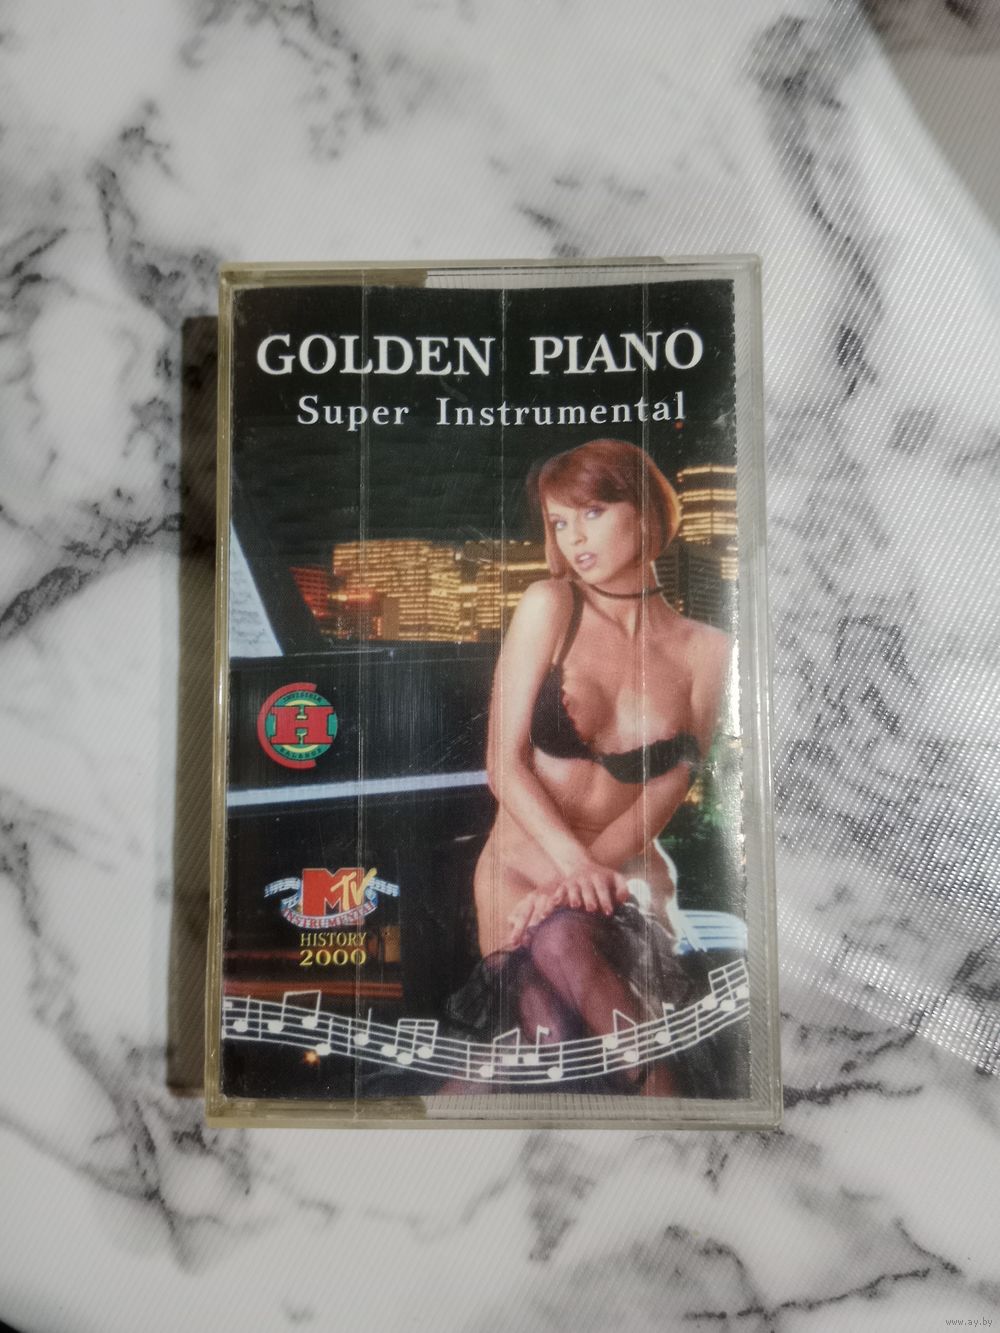 GOLDEN PIANO
Super Instrumental
H
MTV
INSTRUMENTAL
HISTORY
2000
www.ay.by